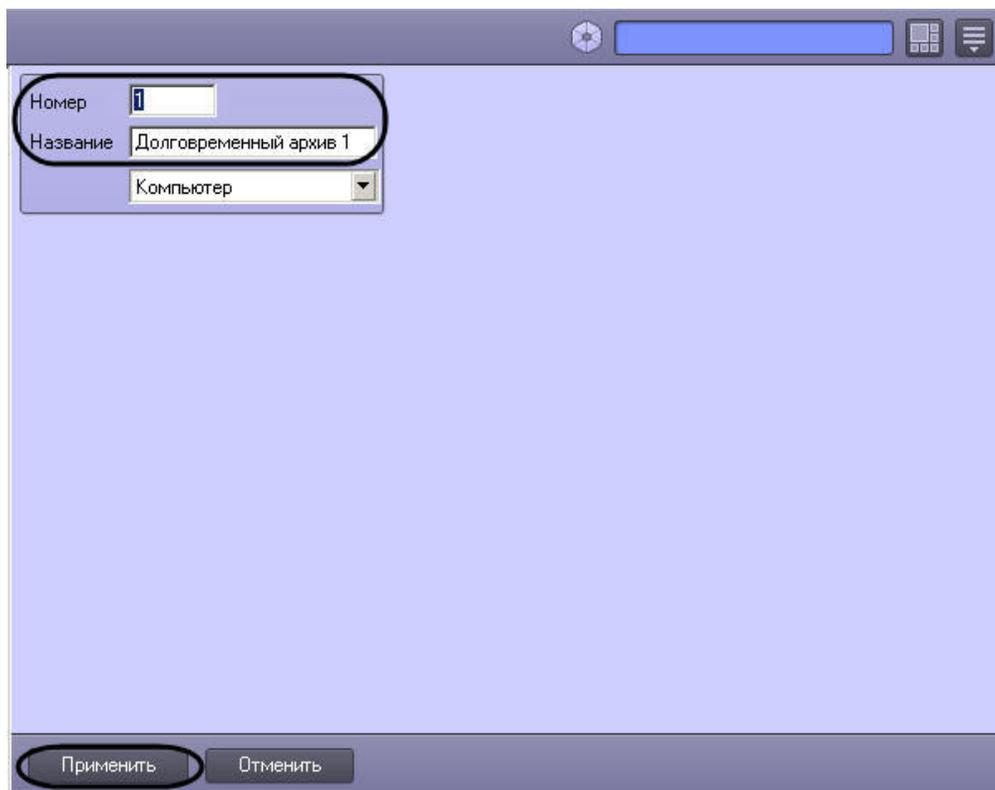 Номер 1
Название Долговременный архив 1
Компьютер
Применить Отменить